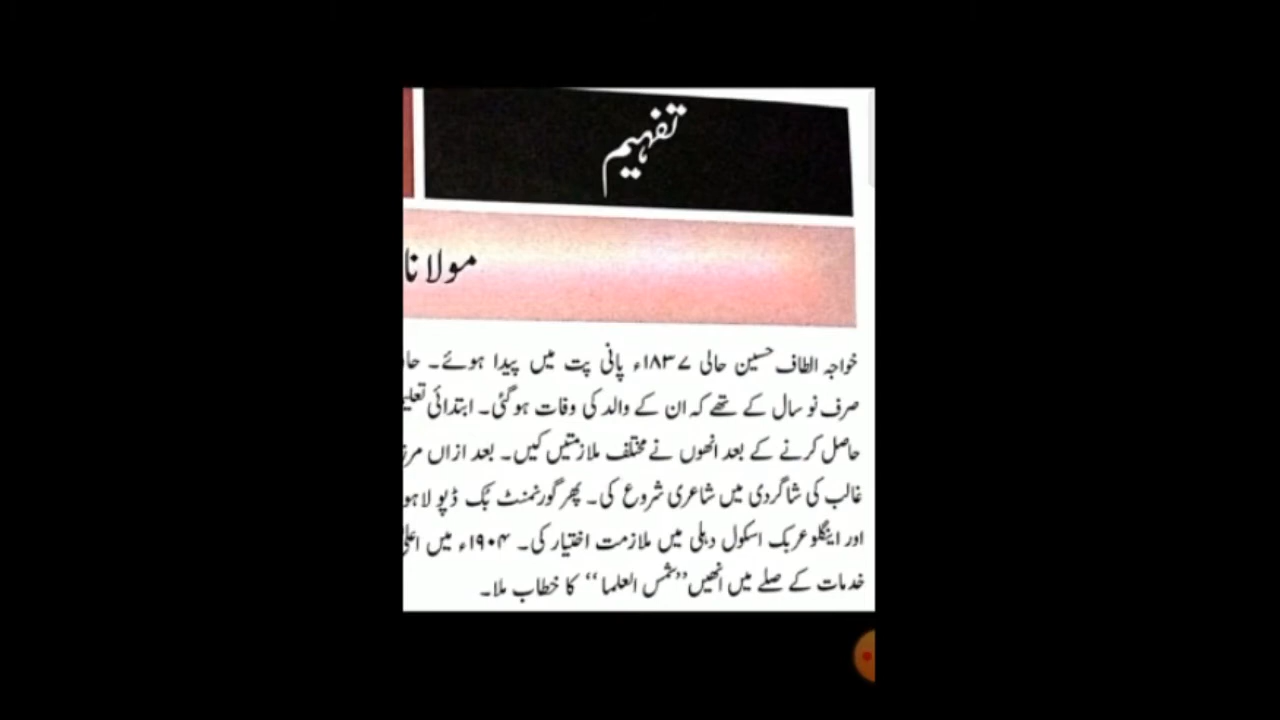 تفہیم
مولانا
خواجہ الطاف حسین حالی ۱۸۳۷ء پانی پت میں پیدا ہوئے۔
صرف نو سال کے تھے کہ ان کے والد کی وفات ہوگئی۔ ابتدائی
حاصل کرنے کے بعد انھوں نے مختلف ملازمتیں کیں۔ بعد ازاں
غالب کی شاگردی میں شاعری شروع کی۔ پھر گورنمنٹ بک ڈپو
اور اینگلو عربک اسکول دہلی میں ملازمت اختیار کی۔ ۱۹۰۴ء میں
خدمات کے صلے میں انھیں ”شمس العلما“ کا خطاب ملا۔